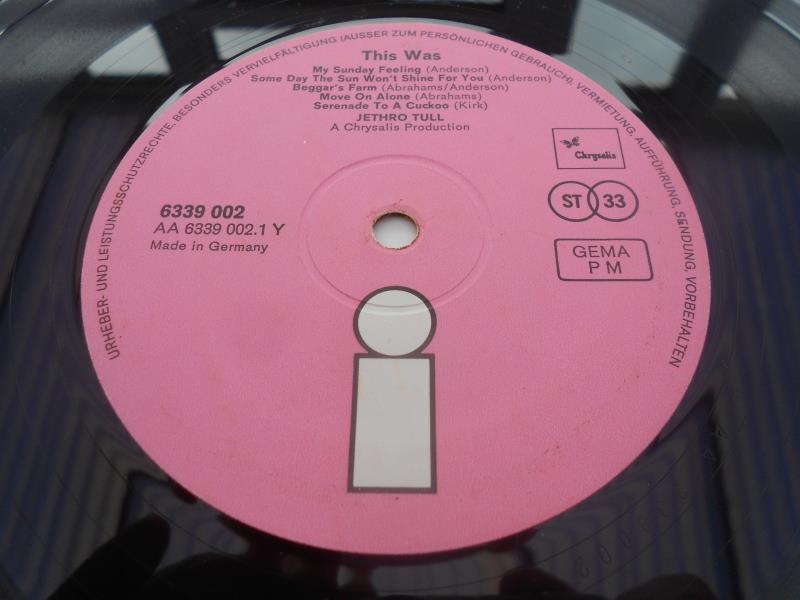 URHEBER- UND LEISTUNGSSCHUTZRECHTE, BESONDERS VERVIELFÄLTIGUNG (AUSSER ZUM PERSÖNLICHEN GEBRAUCH), VERMIETUNG, AUFFÜHRUNG, SENDUNG, VORBEHALTEN
This Was
My Sunday Feeling (Anderson)
Some Day The Sun Won't Shine For You (Anderson)
Beggar's Farm (Abrahams/Anderson)
Move On Alone (Abrahams)
Serenade To A Cuckoo (Kirk)
JETHRO TULL
A Chrysalis Production
Chrysalis
ST 33
6339 002
AA 6339 002.1 Y
Made in Germany
GEMA
P M
i